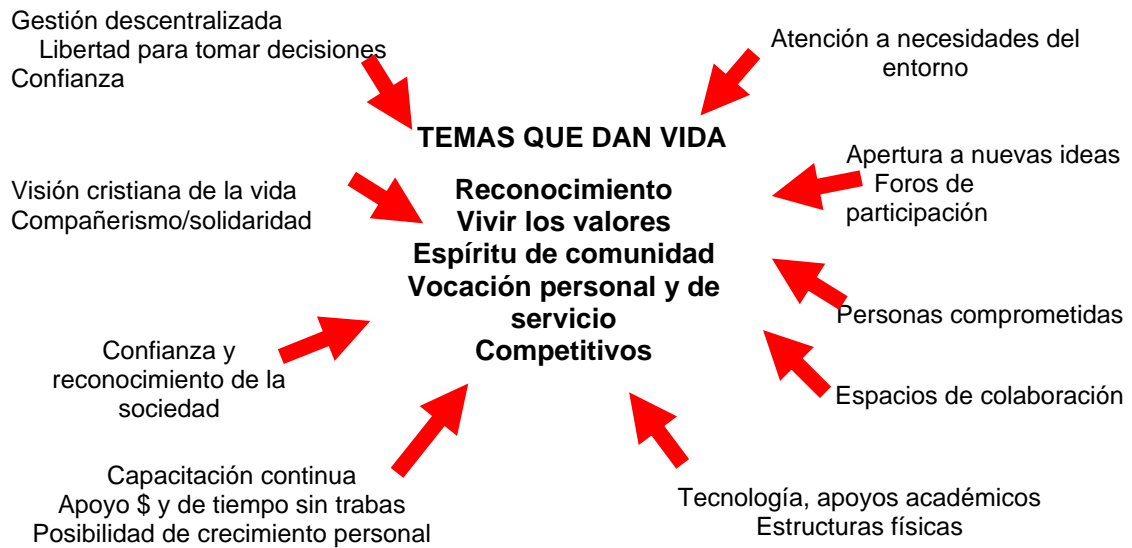 Gestión descentralizada
Libertad para tomar decisiones
Confianza
Atención a necesidades del
entorno
TEMAS QUE DAN VIDA
Reconocimiento
Vivir los valores
Espíritu de comunidad
Vocación personal y de
servicio
Competitivos
Visión cristiana de la vida
Compañerismo/solidaridad
Apertura a nuevas ideas
Foros de
participación
Personas comprometidas
Confianza y
reconocimiento de la
sociedad
Espacios de colaboración
Capacitación continua
Apoyo $ y de tiempo sin trabas
Posibilidad de crecimiento personal
Tecnología, apoyos académicos
Estructuras físicas